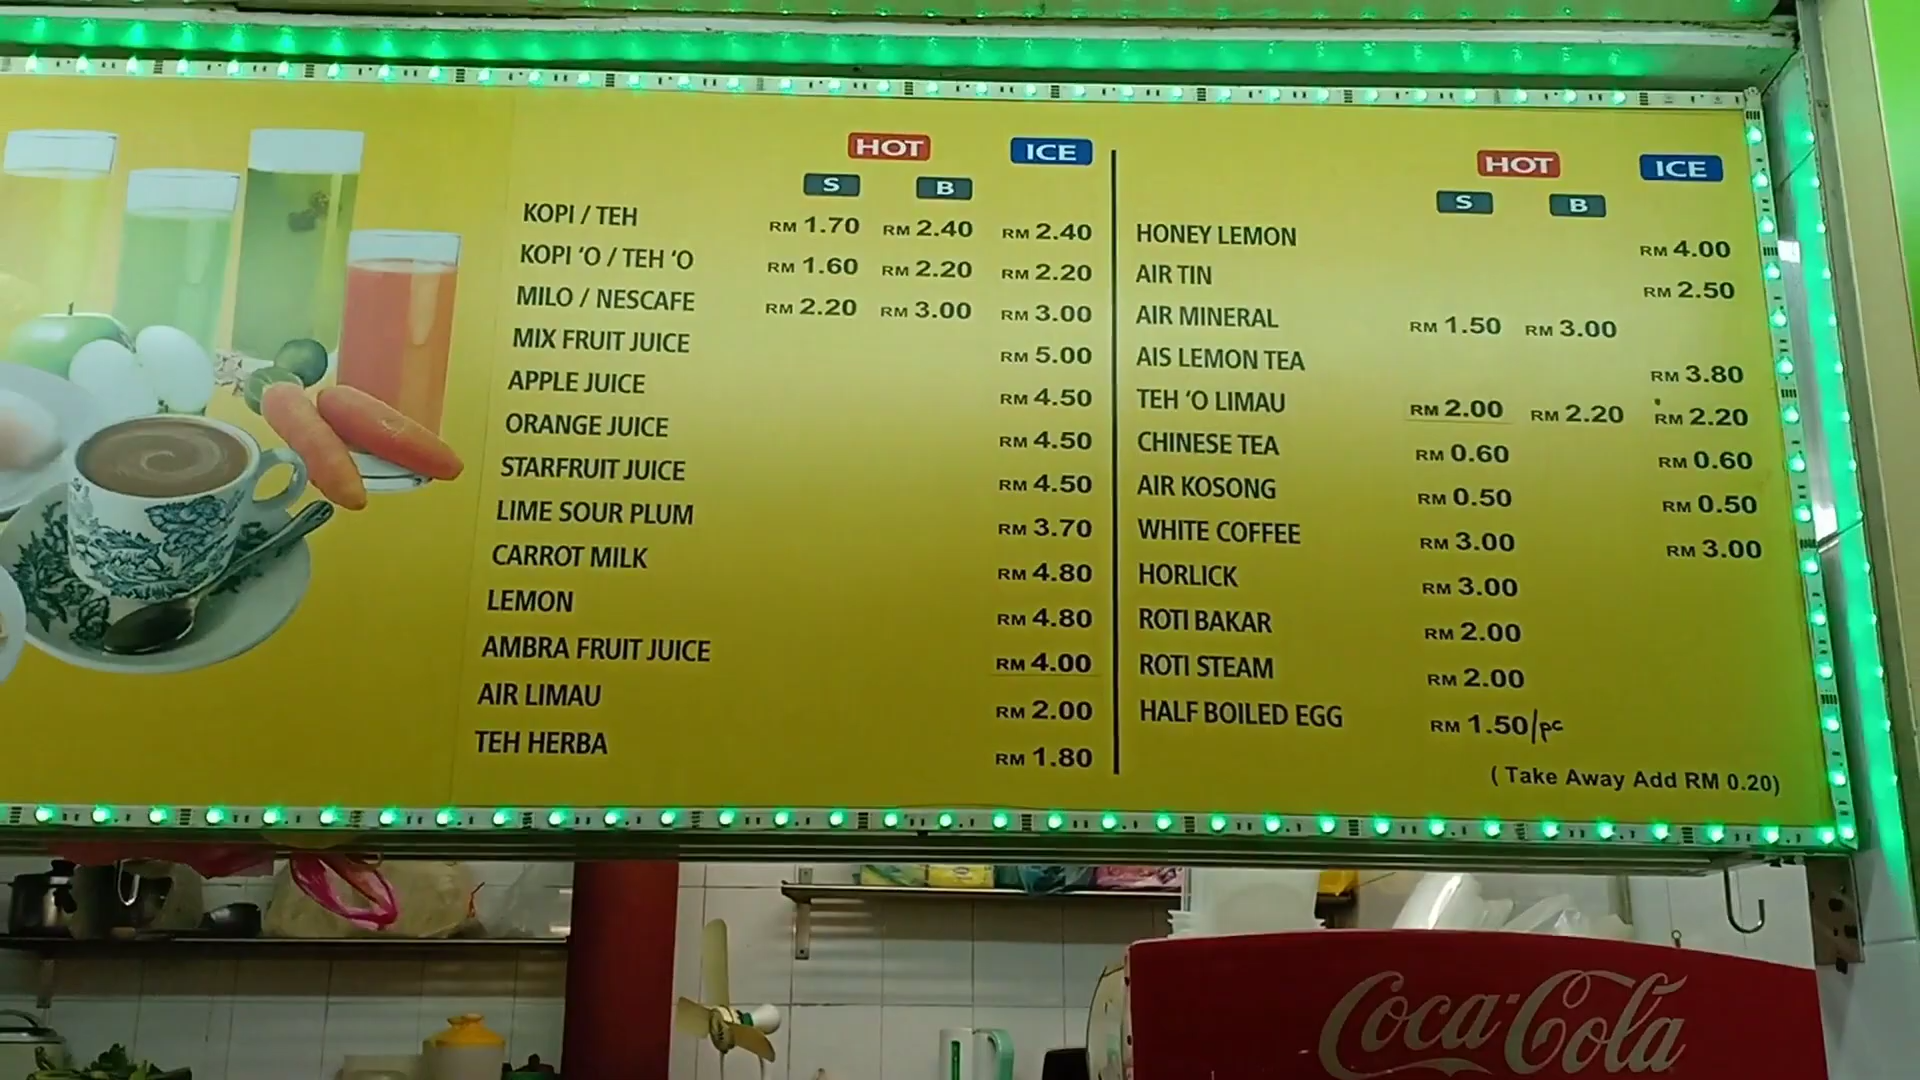 HOT ICE
S B
KOPI / TEH RM 1.70 RM 2.40 RM 2.40
KOPI 'O / TEH 'O RM 1.60 RM 2.20 RM 2.20
MILO / NESCAFE RM 2.20 RM 3.00 RM 3.00
MIX FRUIT JUICE RM 5.00
APPLE JUICE RM 4.50
ORANGE JUICE RM 4.50
STARFRUIT JUICE RM 4.50
LIME SOUR PLUM RM 3.70
CARROT MILK RM 4.80
LEMON RM 4.80
AMBRA FRUIT JUICE RM 4.00
AIR LIMAU RM 2.00
TEH HERBA RM 1.80
HOT ICE
S B
HONEY LEMON RM 4.00
AIR TIN RM 2.50
AIR MINERAL RM 1.50 RM 3.00
AIS LEMON TEA RM 3.80
TEH 'O LIMAU RM 2.00 RM 2.20 RM 2.20
CHINESE TEA RM 0.60 RM 0.60
AIR KOSONG RM 0.50 RM 0.50
WHITE COFFEE RM 3.00 RM 3.00
HORLICK RM 3.00
ROTI BAKAR RM 2.00
ROTI STEAM RM 2.00
HALF BOILED EGG RM 1.50/pc
( Take Away Add RM 0.20)
Coca-Cola